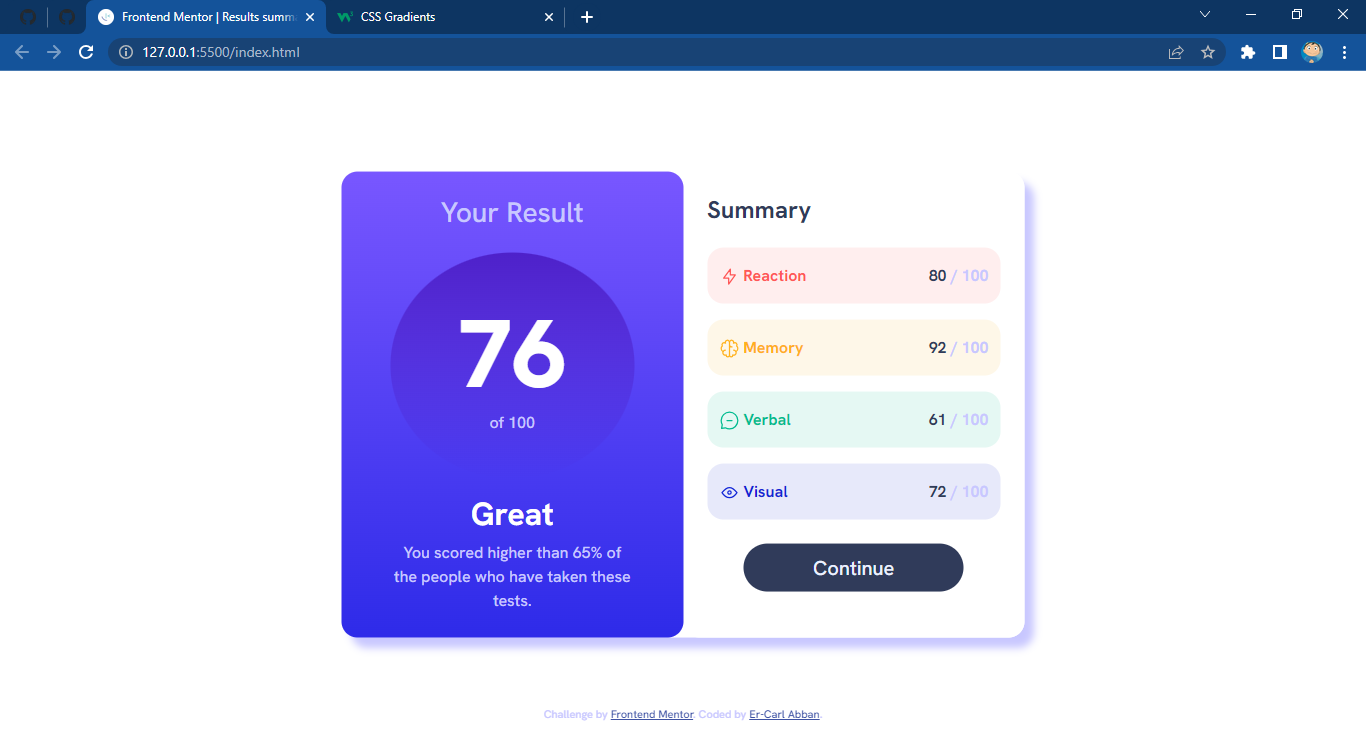 Frontend Mentor | Results summ
CSS Gradients
127.0.0.1:5500/index.html
Your Result
76
of 100
Great
You scored higher than 65% of
the people who have taken these
tests.
Summary
Reaction 80 / 100
Memory 92 / 100
Verbal 61 / 100
Visual 72 / 100
Continue
Challenge by Frontend Mentor. Coded by Er-Carl Abban.